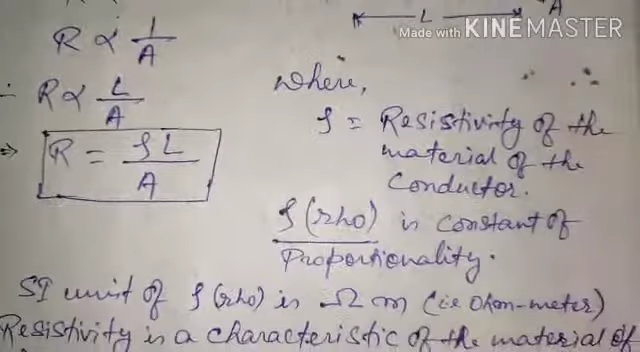 L
A
Made with KINEMASTER
R ∝ 1/A
∴ R ∝ L/A
⇒ R = ρL/A
where,
ρ = Resistivity of the
material of the
Conductor.
ρ (rho) is constant of
Proportionality.
SI unit of ρ (rho) is Ω m (i.e Ohm-meter)
Resistivity is a characteristic of the material of